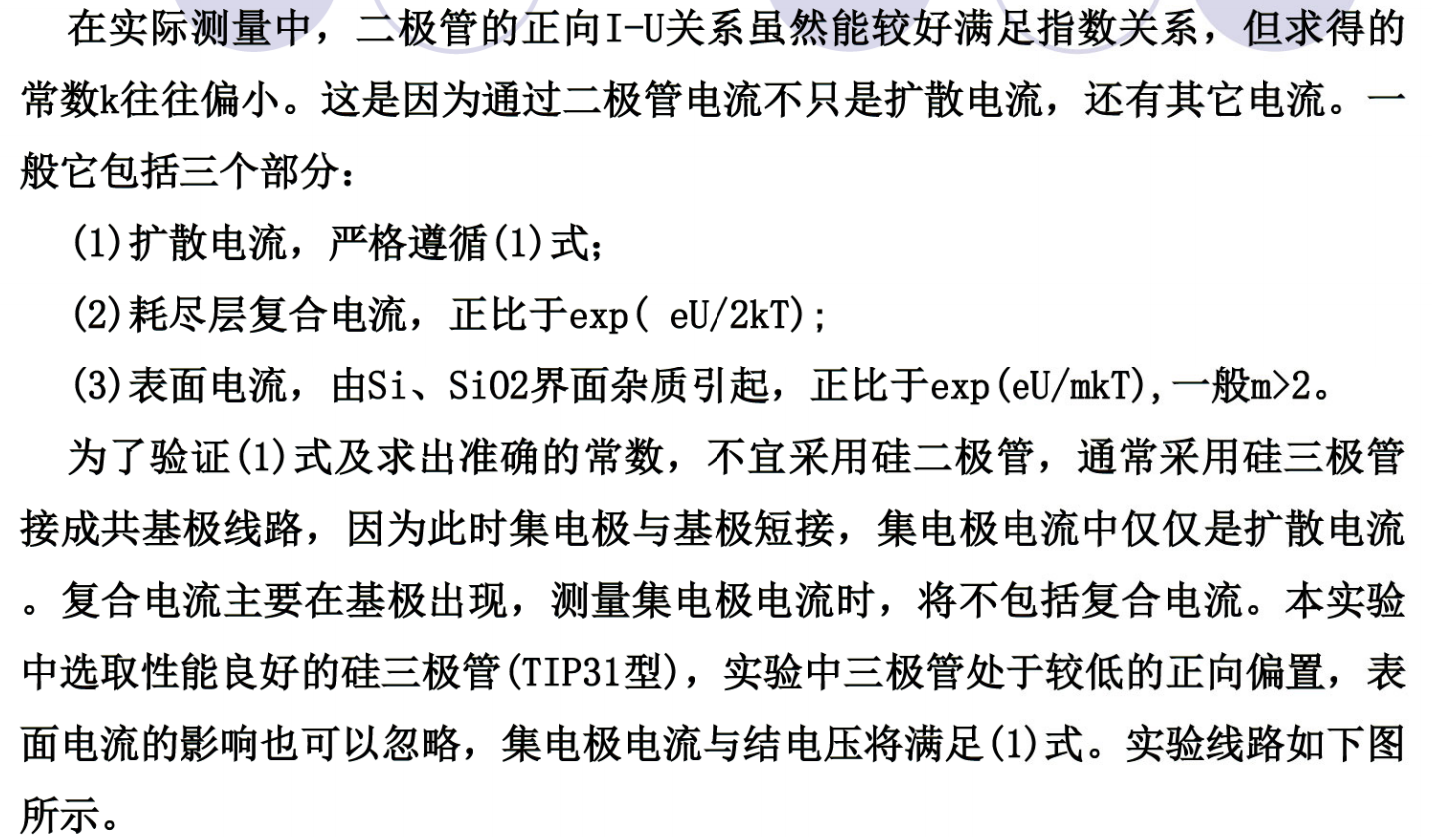 在实际测量中，二极管的正向I-U关系虽然能较好满足指数关系，但求得的
常数k往往偏小。这是因为通过二极管电流不只是扩散电流，还有其它电流。一
般它包括三个部分：
(1)扩散电流，严格遵循(1)式；
(2)耗尽层复合电流，正比于exp( eU/2kT)；
(3)表面电流，由Si、SiO2界面杂质引起，正比于exp(eU/mkT),一般m>2。
为了验证(1)式及求出准确的常数，不宜采用硅二极管，通常采用硅三极管
接成共基极线路，因为此时集电极与基极短接，集电极电流中仅仅是扩散电流
。复合电流主要在基极出现，测量集电极电流时，将不包括复合电流。本实验
中选取性能良好的硅三极管(TIP31型)，实验中三极管处于较低的正向偏置，表
面电流的影响也可以忽略，集电极电流与结电压将满足(1)式。实验线路如下图
所示。